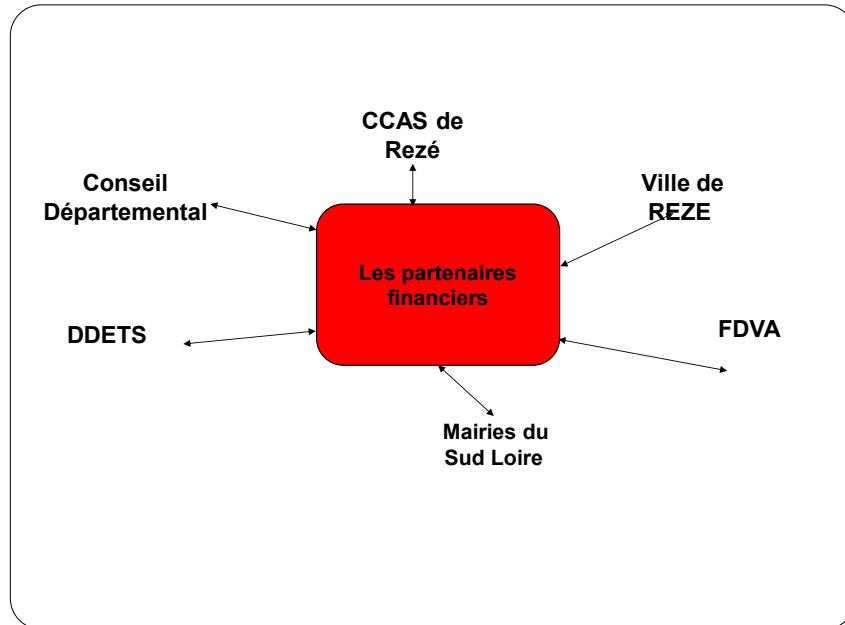 CCAS de
Rezé
Conseil
Départemental
Ville de
REZE
Les partenaires
financiers
DDETS
FDVA
Mairies du
Sud Loire